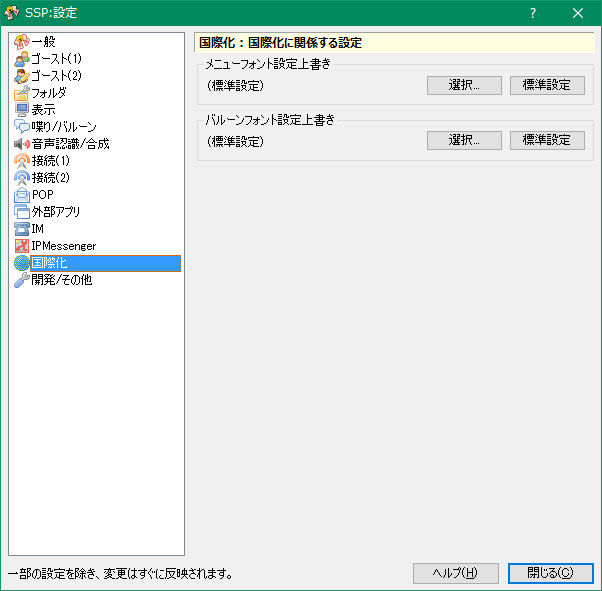 SSP:設定
一般
ゴースト(1)
ゴースト(2)
フォルダ
表示
喋り/バルーン
音声認識/合成
接続(1)
接続(2)
POP
外部アプリ
IM
IPMessenger
国際化
開発/その他
国際化 : 国際化に関係する設定
メニューフォント設定上書き
(標準設定)
選択...
標準設定
バルーンフォント設定上書き
(標準設定)
選択...
標準設定
一部の設定を除き、変更はすぐに反映されます。
ヘルプ(H)
閉じる(C)